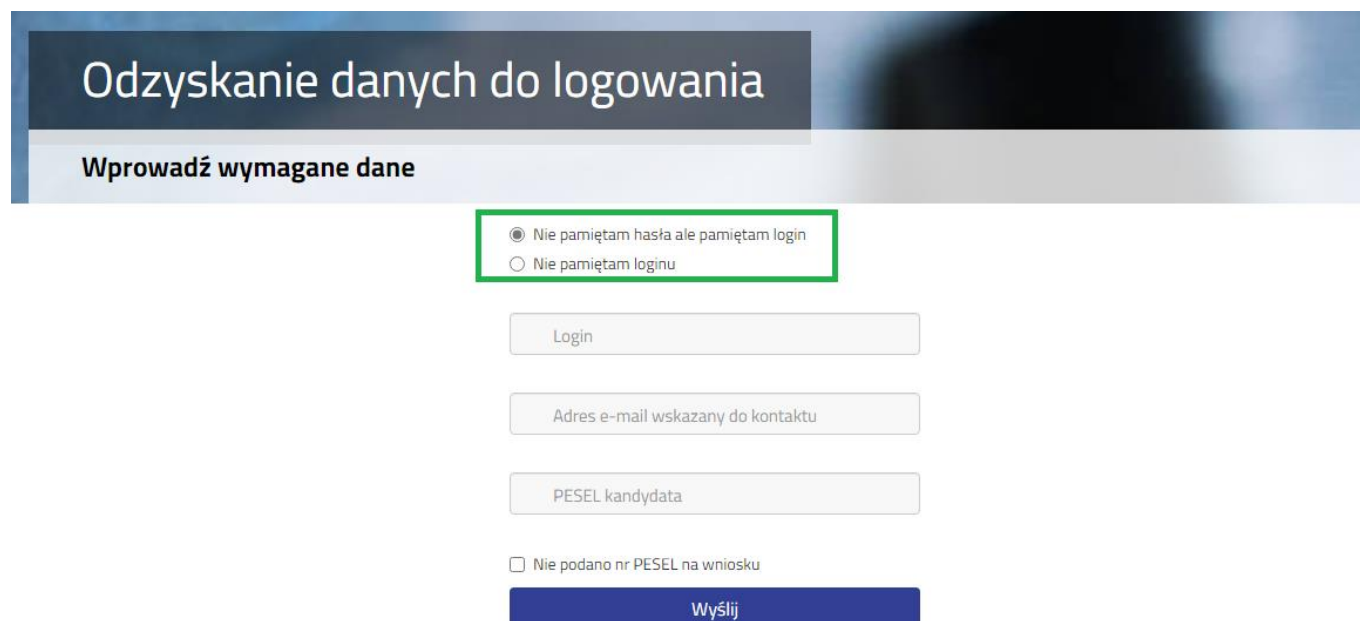 Odzyskanie danych do logowania
Wprowadź wymagane dane
Nie pamiętam hasła ale pamiętam login
Nie pamiętam loginu
Login
Adres e-mail wskazany do kontaktu
PESEL kandydata
Nie podano nr PESEL na wniosku
Wyślij